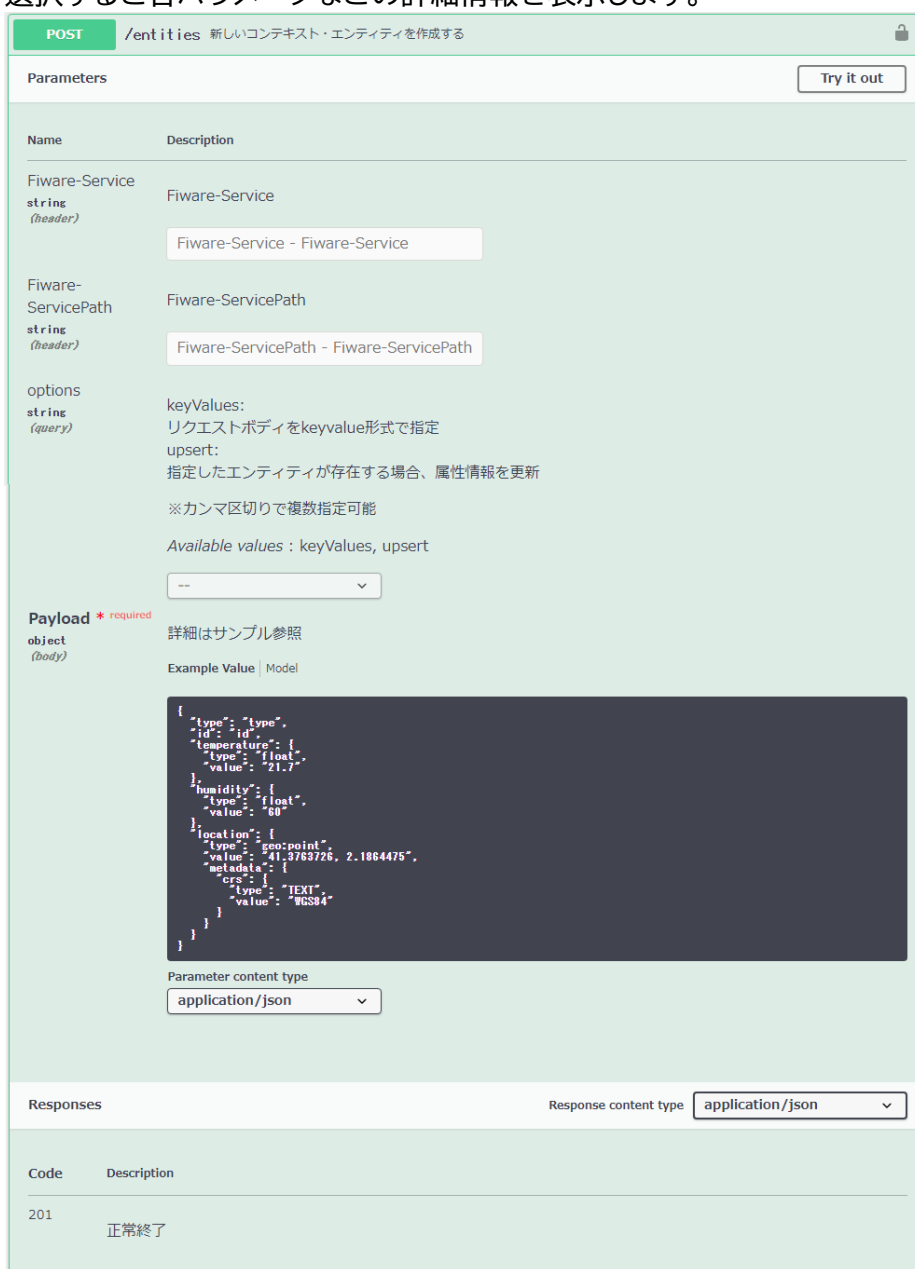 選択すると各パラメータなどの詳細情報を表示します。
POST /entities 新しいコンテキスト・エンティティを作成する
Parameters Try it out
Name Description
Fiware-Service
string
(header)
Fiware-Service
Fiware-Service - Fiware-Service
Fiware-
ServicePath
string
(header)
Fiware-ServicePath
Fiware-ServicePath - Fiware-ServicePath
options
string
(query)
keyValues:
リクエストボディをkeyvalue形式で指定
upsert:
指定したエンティティが存在する場合、属性情報を更新
※カンマ区切りで複数指定可能
Available values : keyValues, upsert
--
Payload * required
object
(body)
詳細はサンプル参照
Example Value Model
{
"type": "type",
"id": "id",
"temperature": {
"type": "float",
"value": "21.7"
},
"humidity": {
"type": "float",
"value": "60"
},
"location": {
"type": "geo:point",
"value": "41.3763726, 2.1864475",
"metadata": {
"crs": {
"type": "TEXT",
"value": "WGS84"
}
}
}
}
Parameter content type
application/json
Responses Response content type application/json
Code Description
201
正常終了